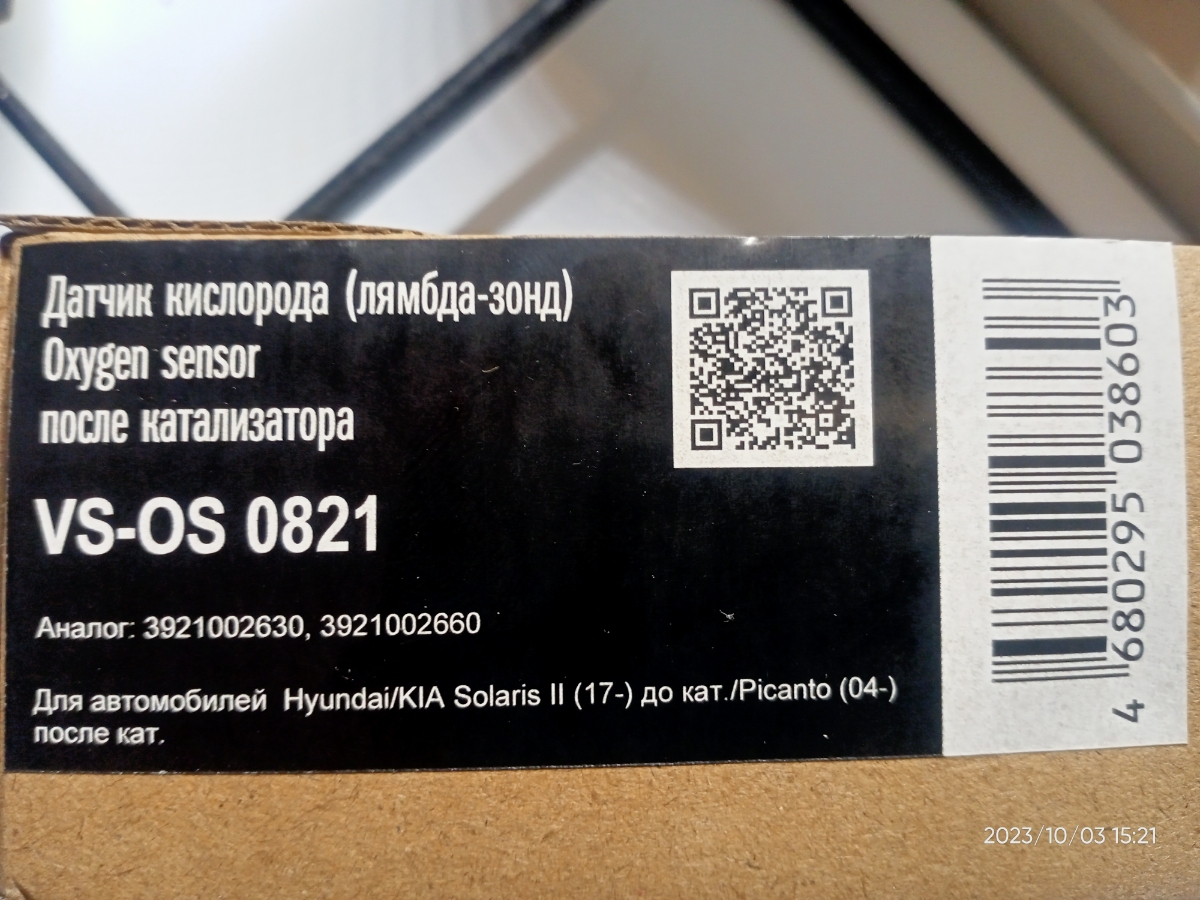 Датчик кислорода (лямбда-зонд)
Oxygen sensor
после катализатора
VS-OS 0821
Аналог: 3921002630, 3921002660
Для автомобилей Hyundai/KIA Solaris II (17-) до кат./Picanto (04-)
после кат.
4 680295 038603
2023/10/03 15:21